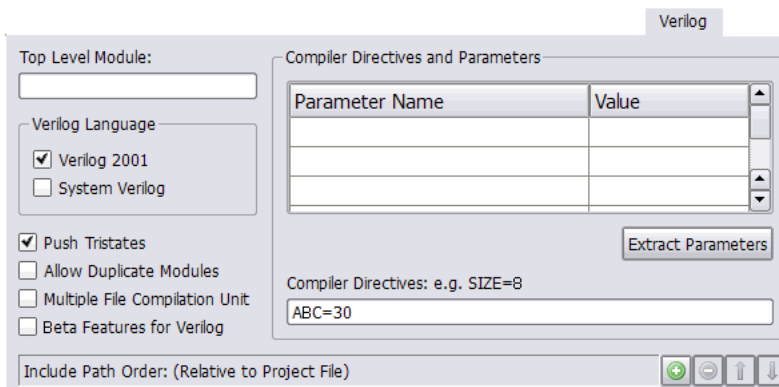 Verilog
Top Level Module:
Compiler Directives and Parameters
Parameter Name Value
Verilog Language
Verilog 2001
System Verilog
Push Tristates
Allow Duplicate Modules
Multiple File Compilation Unit
Beta Features for Verilog
Extract Parameters
Compiler Directives: e.g. SIZE=8
ABC=30
Include Path Order: (Relative to Project File)